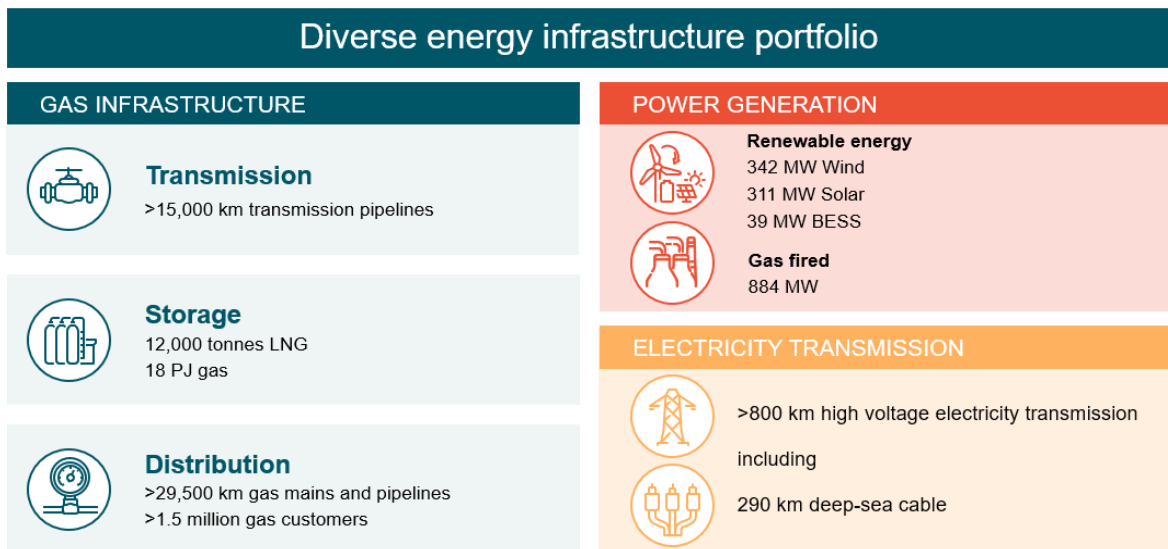 Diverse energy infrastructure portfolio
GAS INFRASTRUCTURE
Transmission
>15,000 km transmission pipelines
Storage
12,000 tonnes LNG
18 PJ gas
Distribution
>29,500 km gas mains and pipelines
>1.5 million gas customers
POWER GENERATION
Renewable energy
342 MW Wind
311 MW Solar
39 MW BESS
Gas fired
884 MW
ELECTRICITY TRANSMISSION
>800 km high voltage electricity transmission
including
290 km deep-sea cable